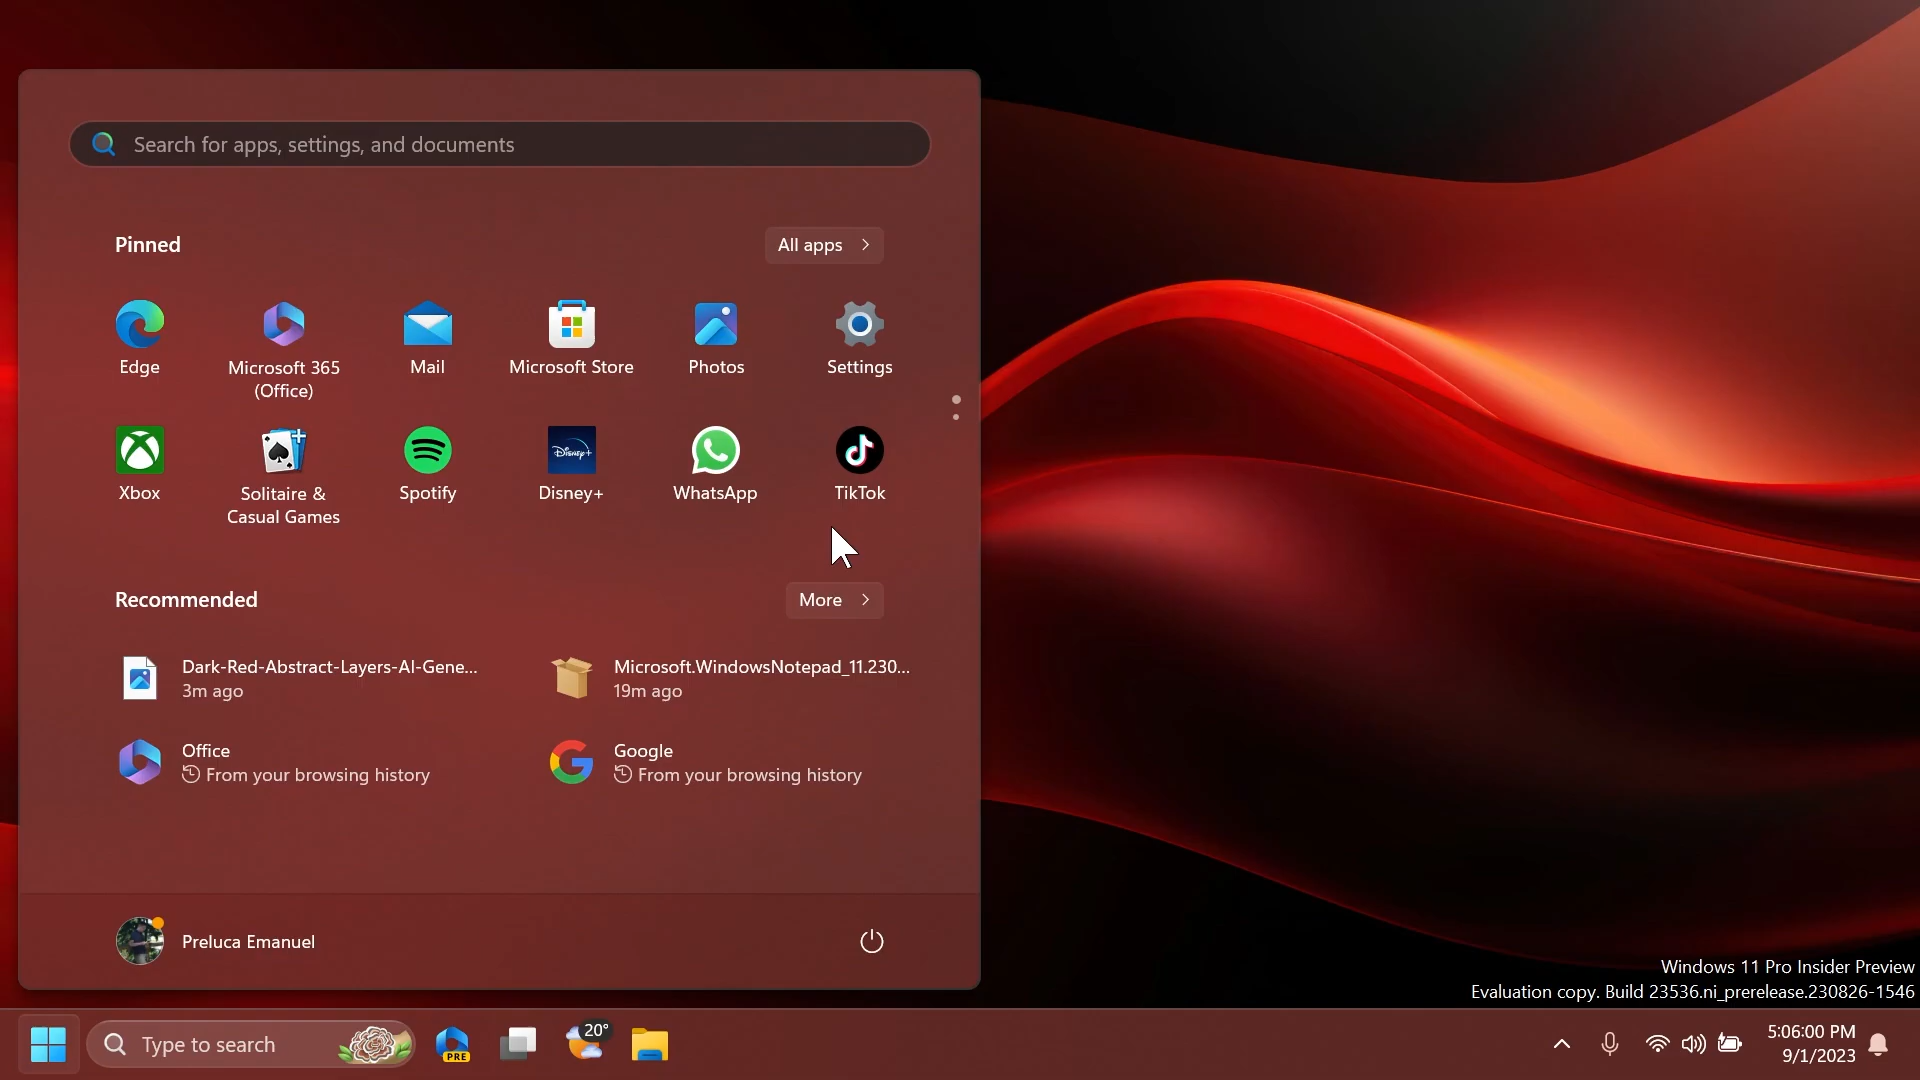 Search for apps, settings, and documents
Pinned
All apps
Edge
Microsoft 365
(Office)
Mail
Microsoft Store
Photos
Settings
Xbox
Solitaire &
Casual Games
Spotify
Disney+
Disney+
WhatsApp
TikTok
Recommended
More
Dark-Red-Abstract-Layers-AI-Gene...
3m ago
Microsoft.WindowsNotepad_11.230...
19m ago
Office
From your browsing history
Google
From your browsing history
Preluca Emanuel
Windows 11 Pro Insider Preview
Evaluation copy. Build 23536.ni_prerelease.230826-1546
Type to search
PRE
20°
5:06:00 PM
9/1/2023